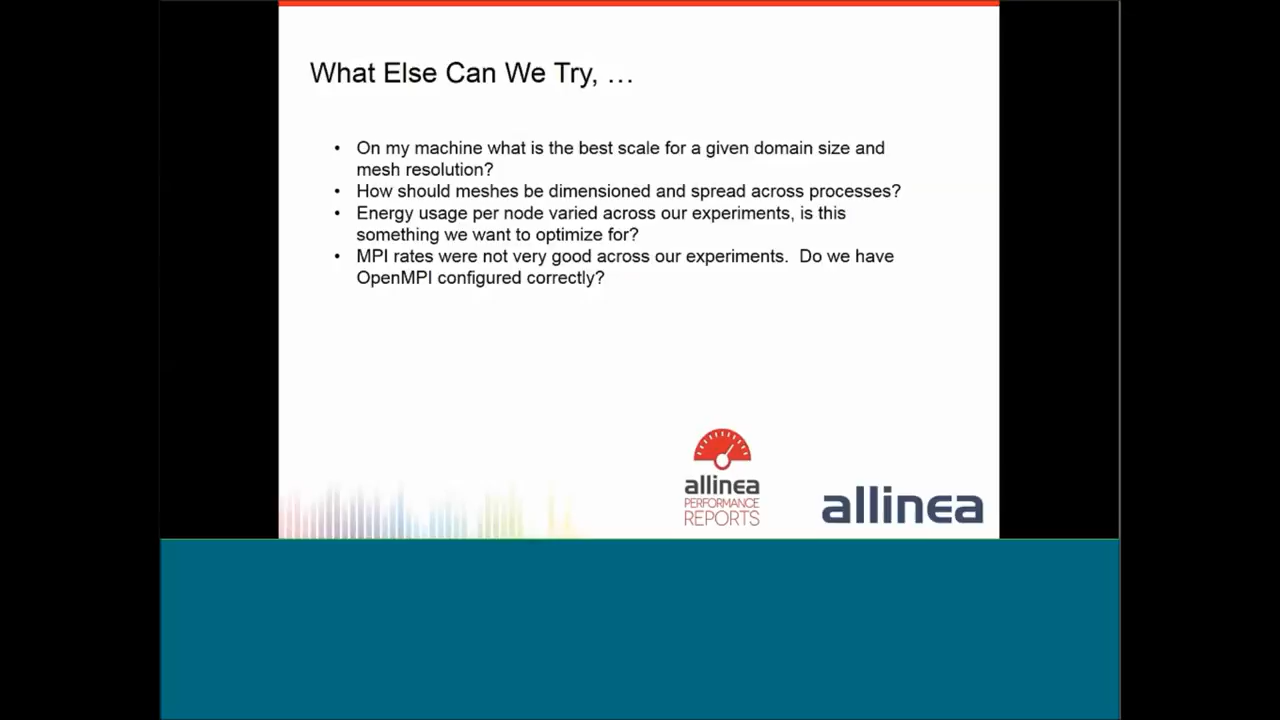 What Else Can We Try, …
• On my machine what is the best scale for a given domain size and
mesh resolution?
• How should meshes be dimensioned and spread across processes?
• Energy usage per node varied across our experiments, is this
something we want to optimize for?
• MPI rates were not very good across our experiments.  Do we have
OpenMPI configured correctly?
allinea
PERFORMANCE
REPORTS
allinea